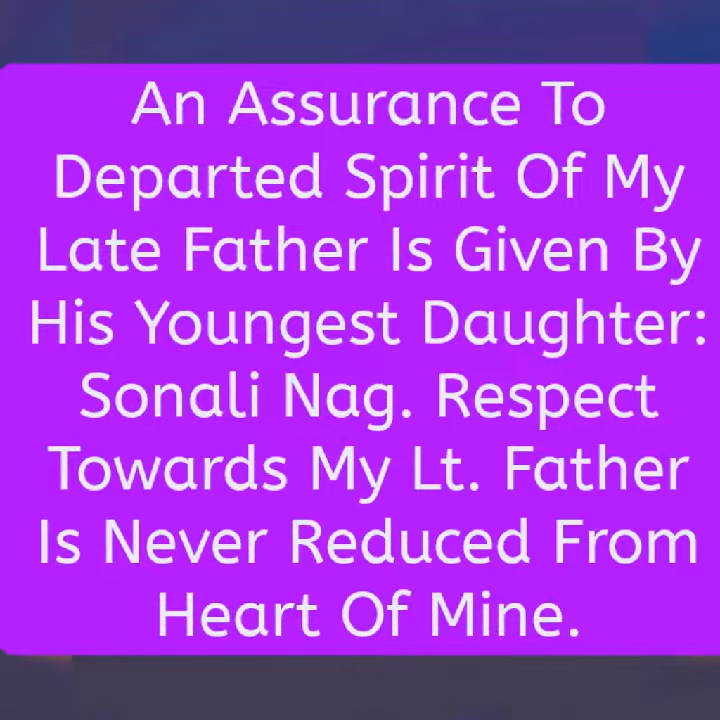 An Assurance To
Departed Spirit Of My
Late Father Is Given By
His Youngest Daughter:
Sonali Nag. Respect
Towards My Lt. Father
Is Never Reduced From
Heart Of Mine.